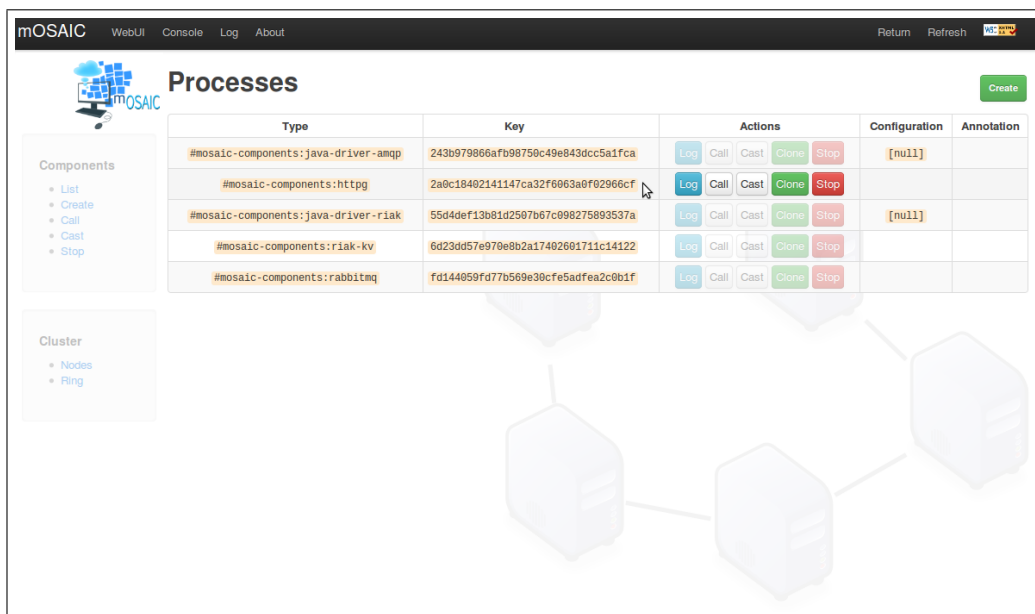 mOSAIC WebUI Console Log About Return Refresh
mOSAIC
Processes
Create
Type Key Actions Configuration Annotation
#mosaic-components:java-driver-amqp 243b979866afb98750c49e843dcc5a1fca Log Call Cast Clone Stop [null]
#mosaic-components:httpg 2a0c18402141147ca32f6063a0f02966cf Log Call Cast Clone Stop
#mosaic-components:java-driver-riak 55d4def13b81d2507b67c098275893537a Log Call Cast Clone Stop [null]
#mosaic-components:riak-kv 6d23dd57e970e8b2a17402601711c14122 Log Call Cast Clone Stop
#mosaic-components:rabbitmq fd144059fd77b569e30cfe5adfea2c0b1f Log Call Cast Clone Stop
Components
List
Create
Call
Cast
Stop
Cluster
Nodes
Ring